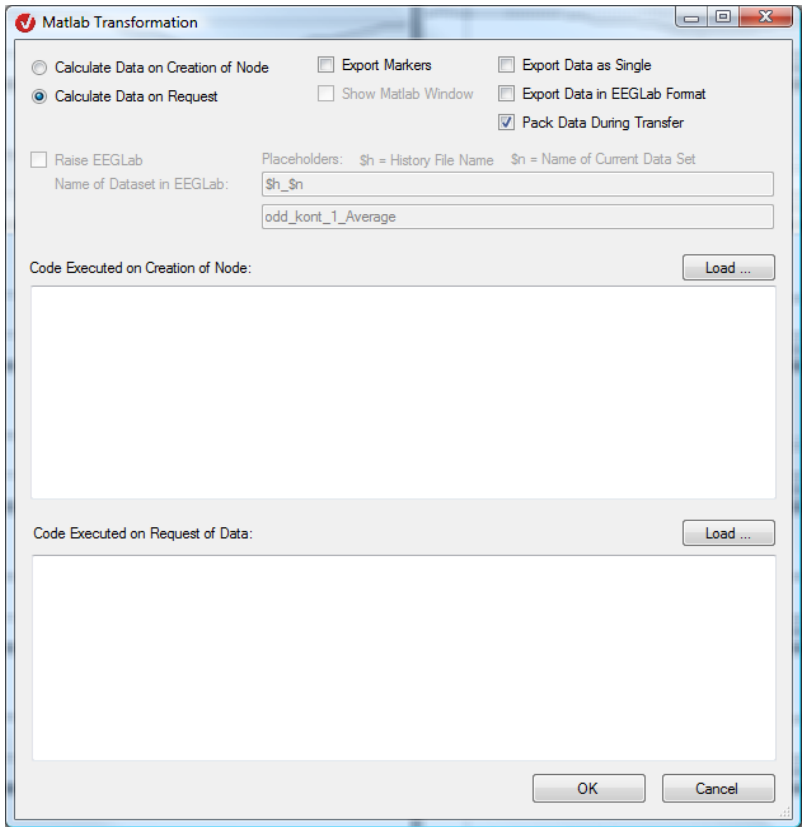 Matlab Transformation
Calculate Data on Creation of Node
Export Markers
Export Data as Single
Calculate Data on Request
Show Matlab Window
Export Data in EEGLab Format
Pack Data During Transfer
Raise EEGLab
Placeholders: $h = History File Name $n = Name of Current Data Set
Name of Dataset in EEGLab:
$h_$n
odd_kont_1_Average
Code Executed on Creation of Node:
Load ...
Code Executed on Request of Data:
Load ...
OK
Cancel